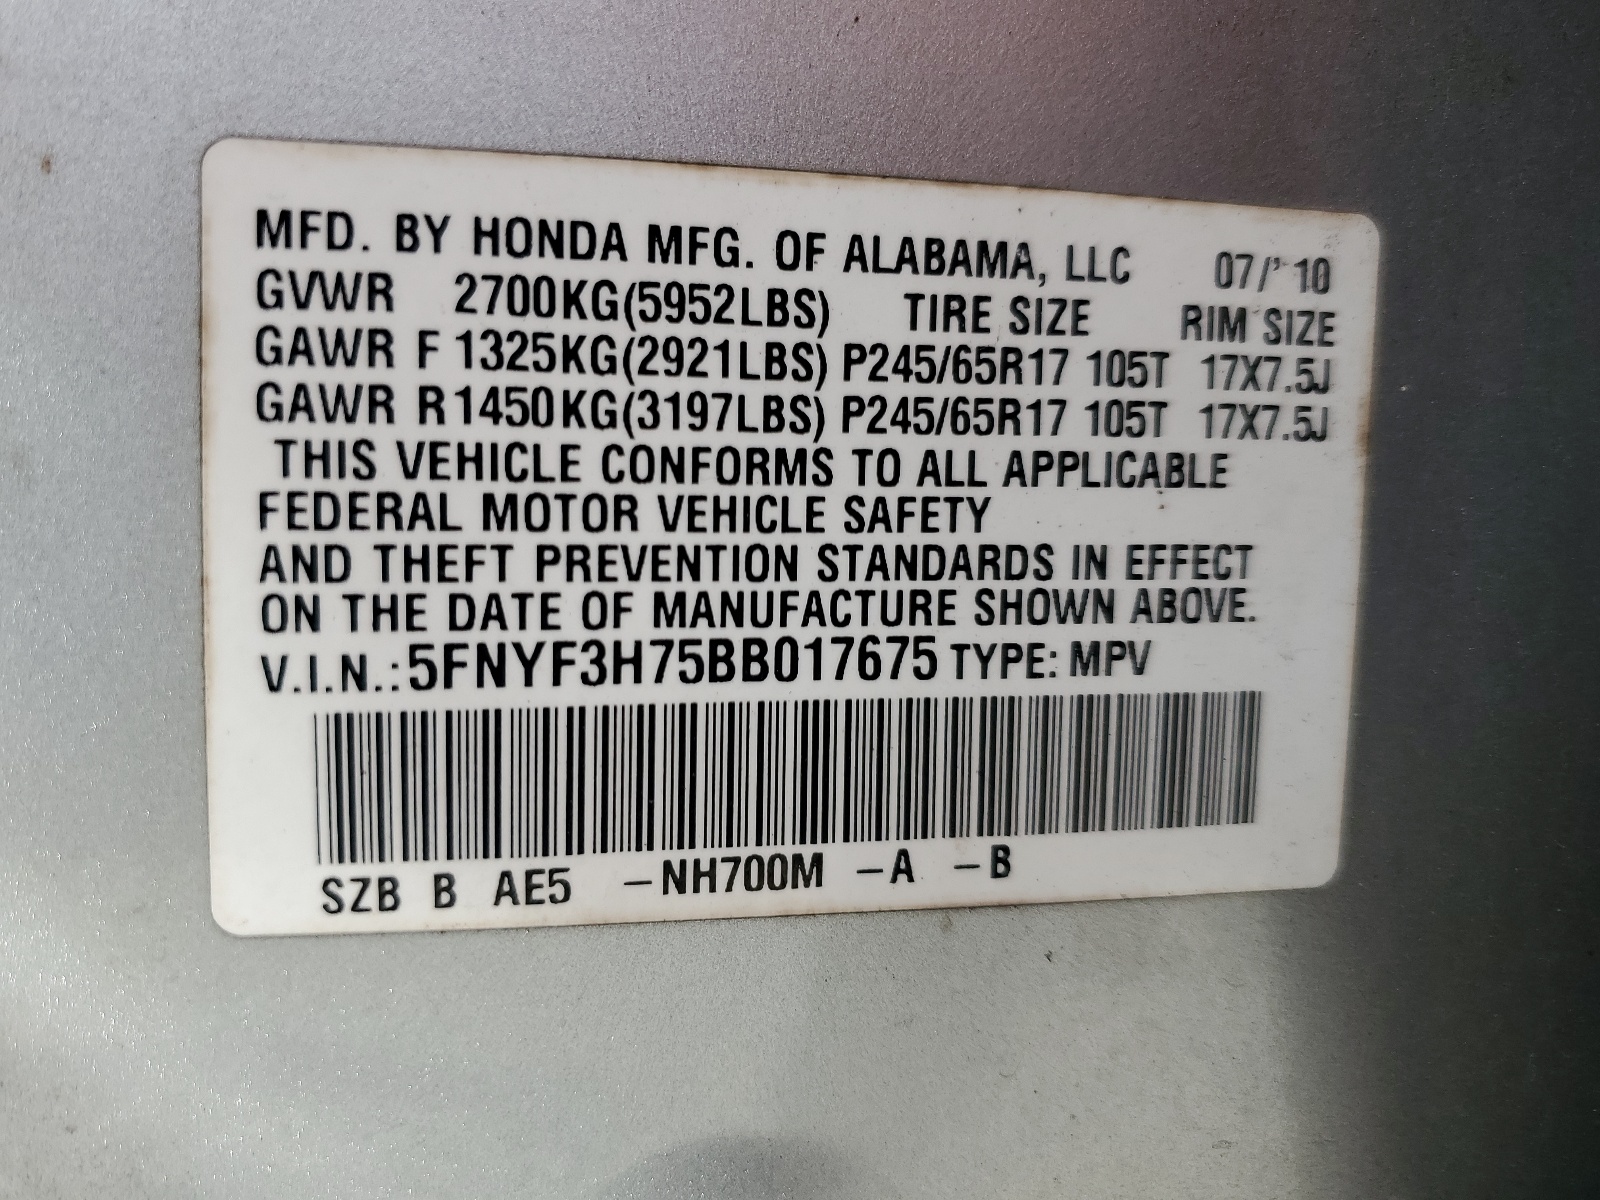 MFD. BY HONDA MFG. OF ALABAMA, LLC 07/'10
GVWR 2700KG(5952LBS) TIRE SIZE RIM SIZE
GAWR F 1325KG(2921LBS) P245/65R17 105T 17X7.5J
GAWR R 1450KG(3197LBS) P245/65R17 105T 17X7.5J
THIS VEHICLE CONFORMS TO ALL APPLICABLE
FEDERAL MOTOR VEHICLE SAFETY
AND THEFT PREVENTION STANDARDS IN EFFECT
ON THE DATE OF MANUFACTURE SHOWN ABOVE.
V.I.N.:5FNYF3H75BB017675 TYPE: MPV
SZB B AE5 -NH700M -A -B